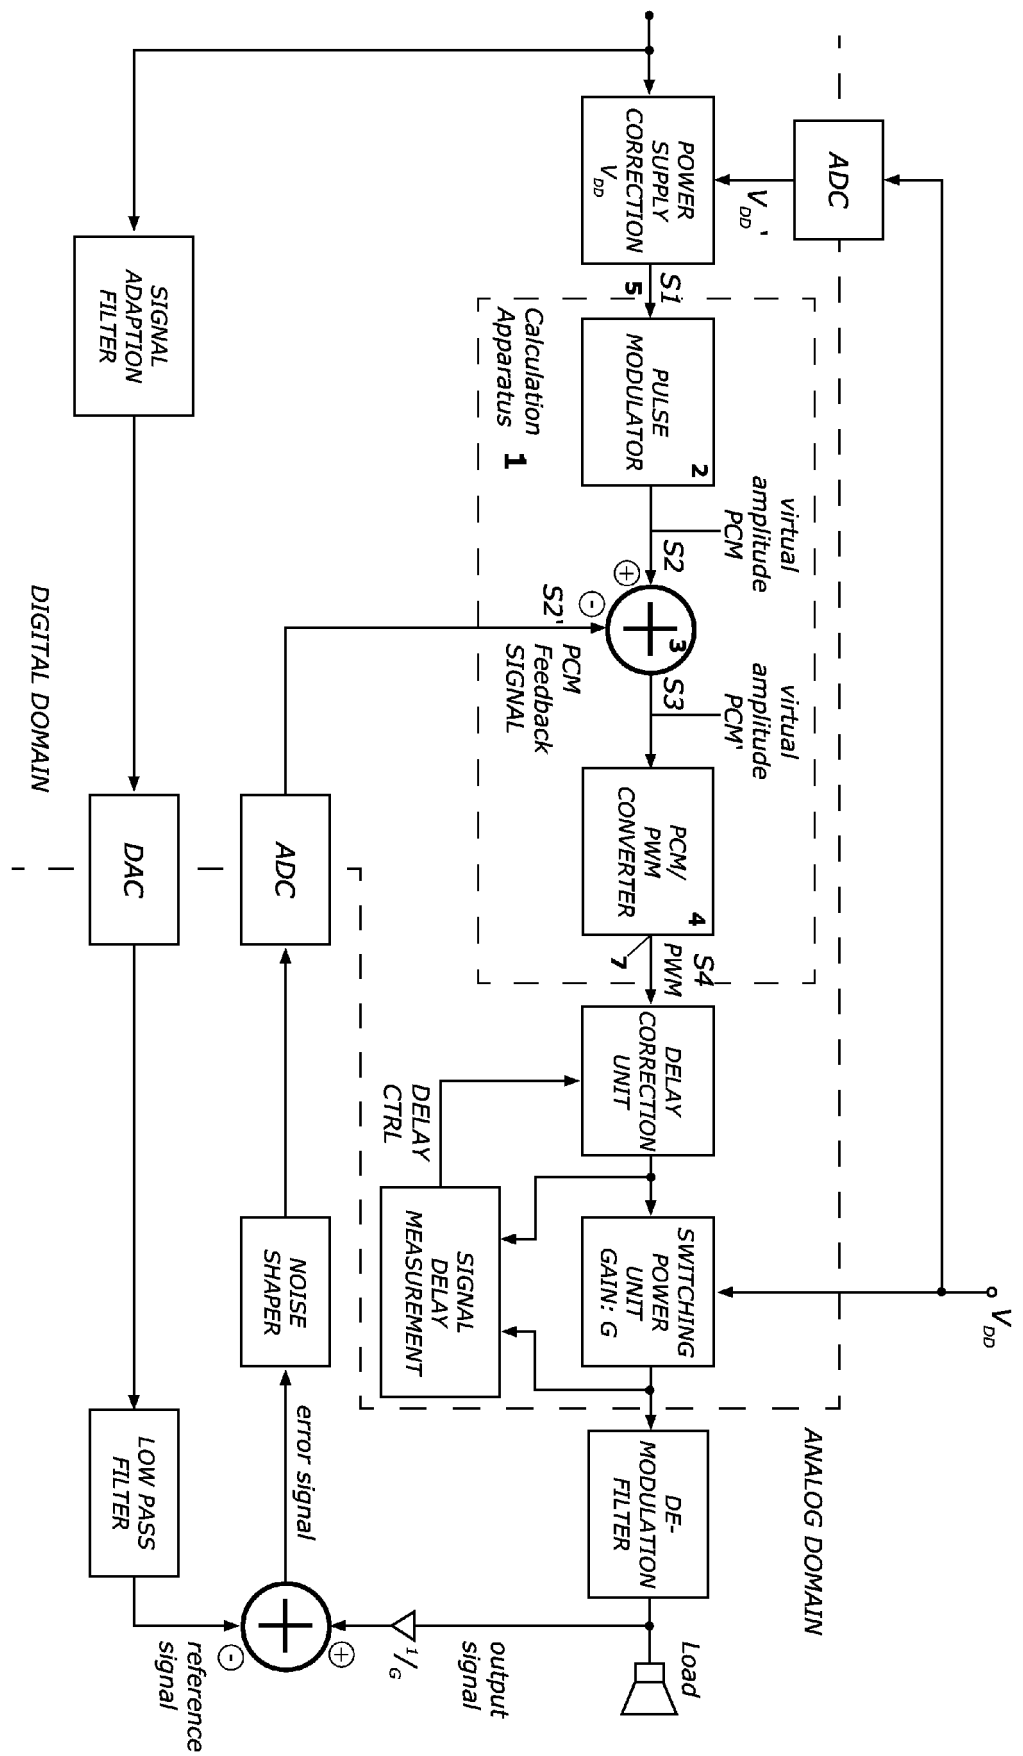 V DD
ADC
V DD '
POWER
SUPPLY
CORRECTION
V DD
Si
5
PULSE
MODULATOR
2
virtual
amplitude
PCM
S2
+
-
S2'
3
S3
virtual
amplitude
PCM'
PCM/
PWM
CONVERTER
4
7
S4
PWM
DELAY
CORRECTION
UNIT
SWITCHING
POWER
UNIT
GAIN: G
DE-
MODULATION
FILTER
Load
ANALOG DOMAIN
Calculation
Apparatus 1
PCM
Feedback
SIGNAL
DELAY
CTRL
SIGNAL
DELAY
MEASUREMENT
output
signal
1/G
ADC
NOISE
SHAPER
error signal
+
-
SIGNAL
ADAPTION
FILTER
DAC
LOW PASS
FILTER
reference
signal
DIGITAL DOMAIN